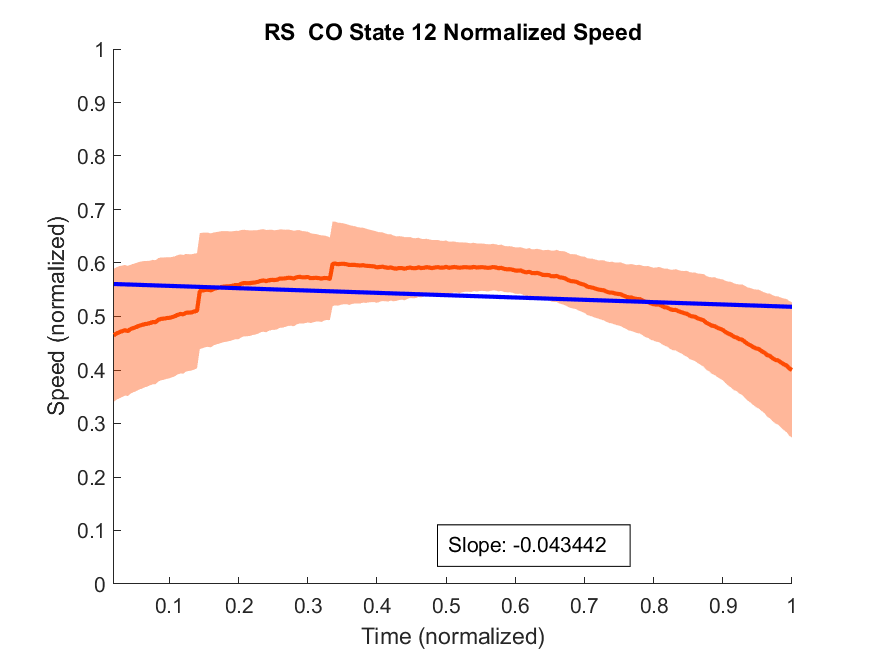 RS  CO State 12 Normalized Speed
1
0.9
0.8
0.7
0.6
0.5
0.4
0.3
0.2
0.1
0
Speed (normalized)
Slope: -0.043442
0.1 0.2 0.3 0.4 0.5 0.6 0.7 0.8 0.9 1
Time (normalized)